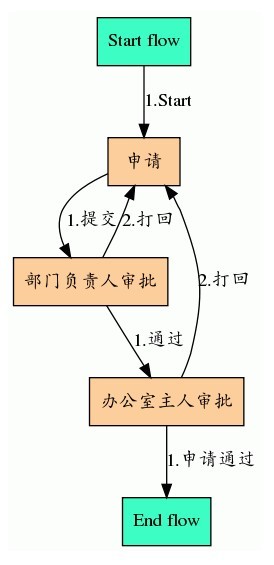 Start flow
1.Start
申请
1.提交
2.打回
部门负责人审批
2.打回
1.通过
办公室主人审批
1.申请通过
End flow